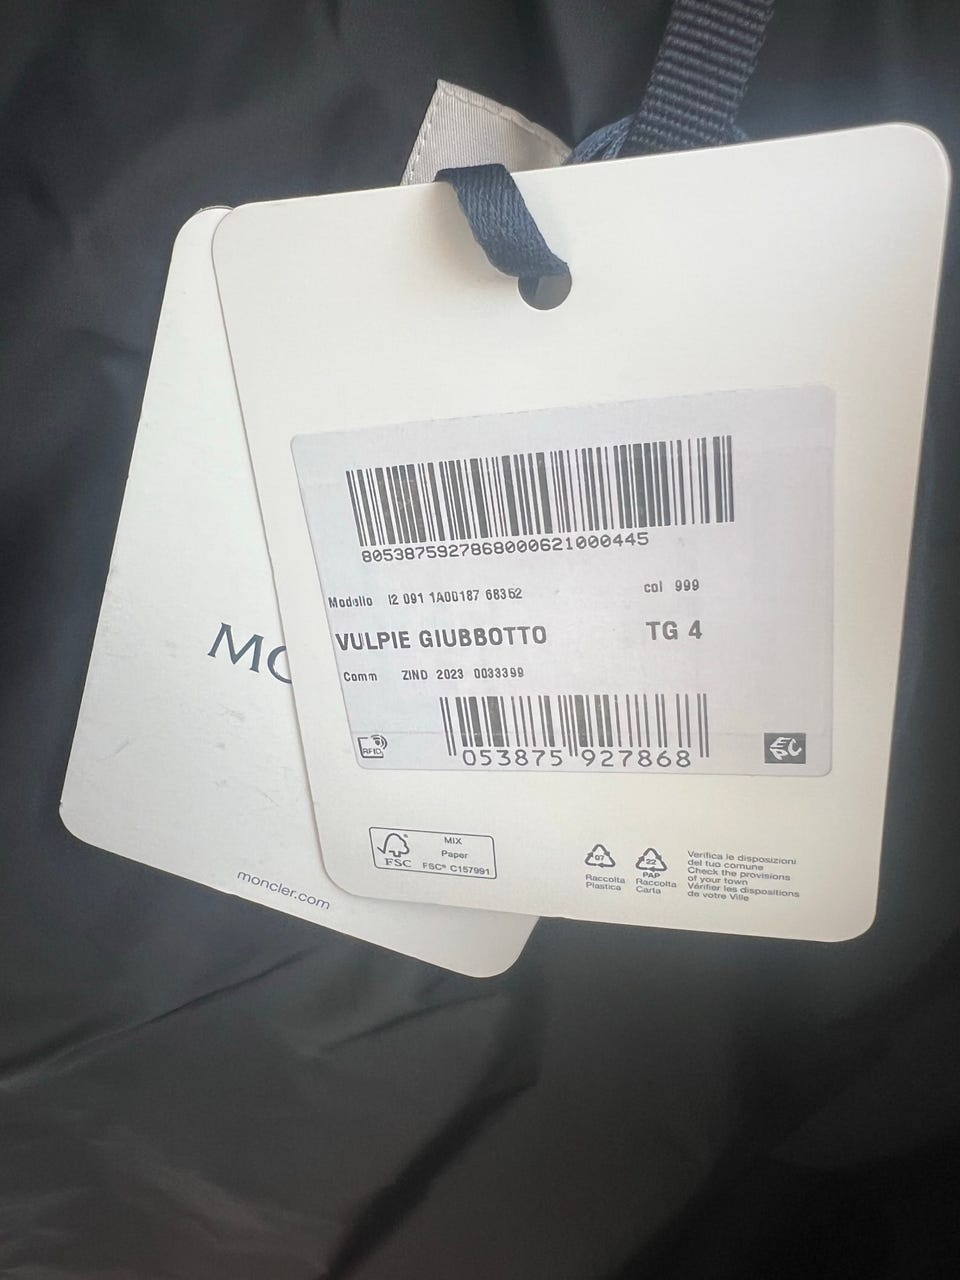 8053875927868000621000445
Modello I2 091 1A00187 68352 col 999
VULPIE GIUBBOTTO TG 4
Comm ZIND 2023 0033399
RFID
053875 927868
FSC
MIX
Paper
FSC® C157991
07
Raccolta
Plastica
22
PAP
Raccolta
Carta
Verifica le disposizioni
del tuo comune
Check the provisions
of your town
Vérifier les dispositions
de votre Ville
MC
moncler.com